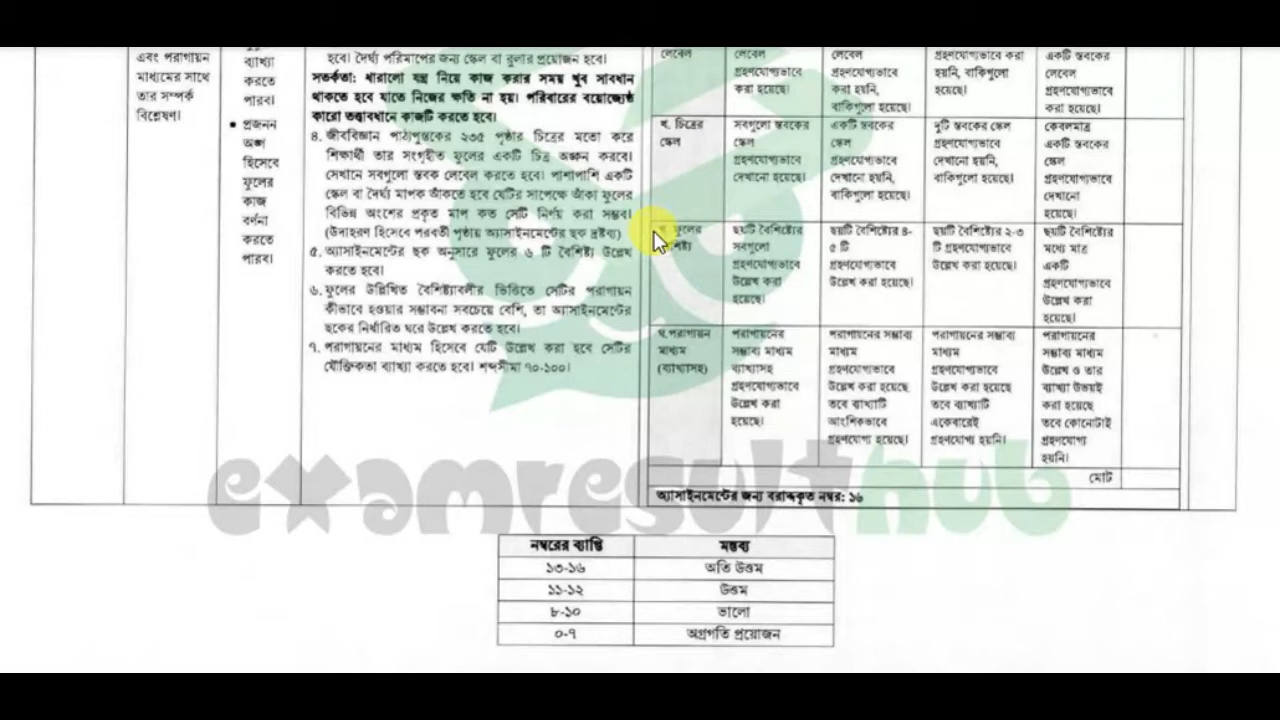 এবং পরাগায়ন
মাধ্যমের সাথে
তার সম্পর্ক
বিশ্লেষণ।
ব্যাখ্যা
করতে
পারব।
• প্রজনন
অঙ্গ
হিসেবে
ফুলের
কাজ
বর্ণনা
করতে
পারব।
হবে। দৈর্ঘ্য পরিমাপের জন্য স্কেল বা রুলার প্রয়োজন হবে।
সতর্কতা: ধারালো যন্ত্র নিয়ে কাজ করার সময় খুব সাবধান
থাকতে হবে যাতে নিজের ক্ষতি না হয়। পরিবারের বয়োজ্যেষ্ঠ
কারো তত্ত্বাবধানে কাজটি করতে হবে।
৪. জীববিজ্ঞান পাঠ্যপুস্তকের ২৩৫ পৃষ্ঠার চিত্রের মতো করে
শিক্ষার্থী তার সংগৃহীত ফুলের একটি চিত্র অঙ্কন করবে।
সেখানে সবগুলো স্তবক লেবেল করতে হবে। পাশাপাশি একটি
স্কেল বা দৈর্ঘ্য মাপক আঁকতে হবে যেটির সাপেক্ষে আঁকা ফুলের
বিভিন্ন অংশের প্রকৃত মাপ কত সেটি নির্ণয় করা সম্ভব।
(উদাহরণ হিসেবে পরবর্তী পৃষ্ঠায় অ্যাসাইনমেন্টের ছক দ্রষ্টব্য)
৫. অ্যাসাইনমেন্টের ছক অনুসারে ফুলের ৬ টি বৈশিষ্ট্য উল্লেখ
করতে হবে।
৬. ফুলের উল্লিখিত বৈশিষ্ট্যাবলীর ভিত্তিতে সেটির পরাগায়ন
কীভাবে হওয়ার সম্ভাবনা সবচেয়ে বেশি, তা অ্যাসাইনমেন্টের
ছকের নির্ধারিত ঘরে উল্লেখ করতে হবে।
৭. পরাগায়নের মাধ্যম হিসেবে যেটি উল্লেখ করা হবে সেটির
যৌক্তিকতা ব্যাখ্যা করতে হবে। শব্দসীমা ৭০-১০০।
লেবেল
লেবেল
গ্রহণযোগ্যভাবে
করা হয়েছে।
লেবেল
গ্রহণযোগ্যভাবে
করা হয়নি,
বাকিগুলো হয়েছে।
গ্রহণযোগ্যভাবে করা
হয়নি, বাকিগুলো
হয়েছে।
একটি স্তবকের
লেবেল
গ্রহণযোগ্যভাবে
করা হয়েছে।
খ. চিত্রের
স্কেল
সবগুলো স্তবকের
স্কেল
গ্রহণযোগ্যভাবে
দেখানো হয়েছে।
একটি স্তবকের
স্কেল
গ্রহণযোগ্যভাবে
দেখানো হয়নি,
বাকিগুলো হয়েছে।
দুটি স্তবকের স্কেল
গ্রহণযোগ্যভাবে
দেখানো হয়নি,
বাকিগুলো হয়েছে।
কেবলমাত্র
একটি স্তবকের
স্কেল
গ্রহণযোগ্যভাবে
দেখানো
হয়েছে।
ফুলের
ছয়টি বৈশিষ্ট্যের
সবগুলো
গ্রহণযোগ্যভাবে
উল্লেখ করা
হয়েছে।
ছয়টি বৈশিষ্ট্যের ৪-
৫ টি
গ্রহণযোগ্যভাবে
উল্লেখ করা হয়েছে।
ছয়টি বৈশিষ্ট্যের ২-৩
টি গ্রহণযোগ্যভাবে
উল্লেখ করা হয়েছে।
ছয়টি বৈশিষ্ট্যের
মধ্যে মাত্র
একটি
গ্রহণযোগ্যভাবে
উল্লেখ করা
হয়েছে।
ঘ. পরাগায়ন
মাধ্যম
(ব্যাখ্যাসহ)
পরাগায়নের
সম্ভাব্য মাধ্যম
ব্যাখ্যাসহ
গ্রহণযোগ্যভাবে
উল্লেখ করা
হয়েছে।
পরাগায়নের সম্ভাব্য
মাধ্যম
গ্রহণযোগ্যভাবে
উল্লেখ করা হয়েছে
তবে ব্যাখ্যাটি
আংশিকভাবে
গ্রহণযোগ্য হয়েছে।
পরাগায়নের সম্ভাব্য
মাধ্যম
গ্রহণযোগ্যভাবে
উল্লেখ করা হয়েছে
তবে ব্যাখ্যাটি
একেবারেই
গ্রহণযোগ্য হয়নি।
পরাগায়নের
সম্ভাব্য মাধ্যম
উল্লেখ ও তার
ব্যাখ্যা উভয়ই
করা হয়েছে
তবে কোনোটাই
গ্রহণযোগ্য
হয়নি।
মোট
অ্যাসাইনমেন্টের জন্য বরাদ্দকৃত নম্বর: ১৬
examresulthub
নম্বরের ব্যাপ্তি মন্তব্য
১৩-১৬ অতি উত্তম
১১-১২ উত্তম
৮-১০ ভালো
০-৭ অগ্রগতি প্রয়োজন